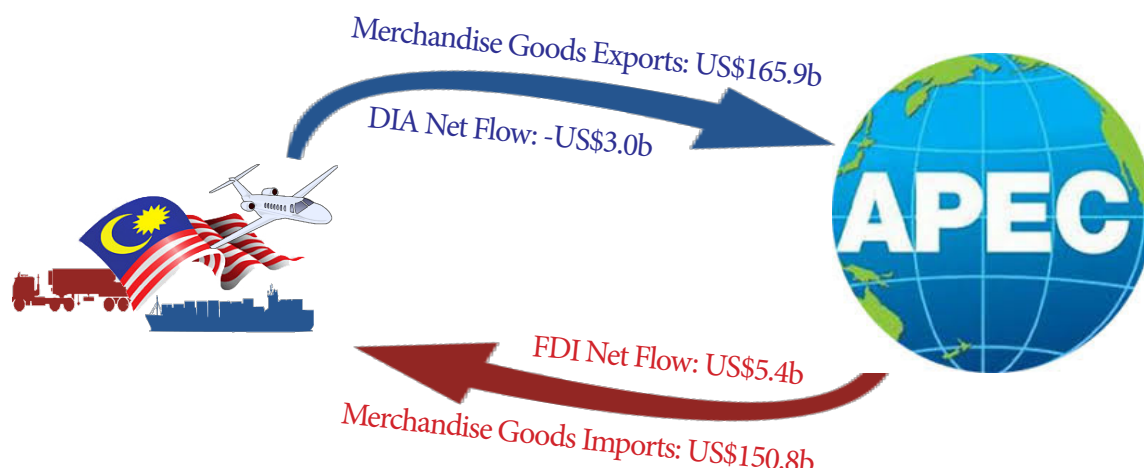 Merchandise Goods Exports: US$165.9b
DIA Net Flow: -US$3.0b
APEC
FDI Net Flow: US$5.4b
Merchandise Goods Imports: US$150.8b